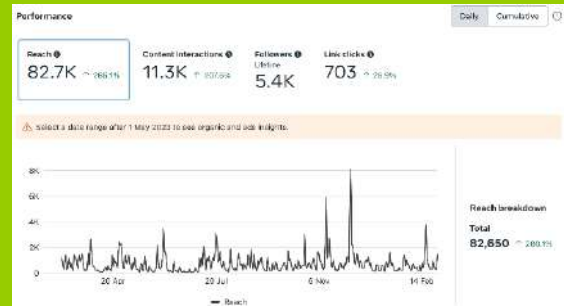 Performance
Daily Cumulative
Reach
82.7K
Content interactions
11.3K
Followers
Lifetime
5.4K
Link clicks
703
Select a date range after 1 May 2023 to see organic and ads insights.
8K
6K
4K
2K
0
20 Apr
29 Jul
6 Nov
14 Feb
Reach
Reach breakdown
Total
82,650